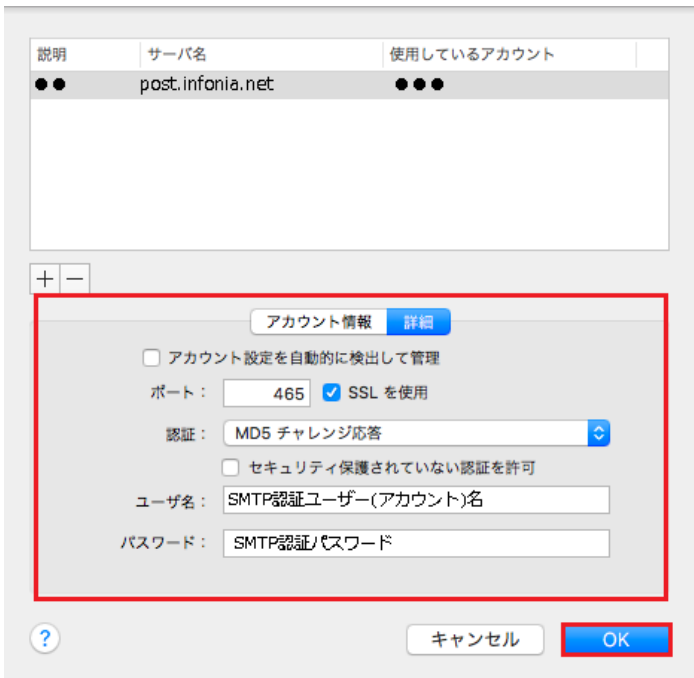 説明 サーバ名 使用しているアカウント
●● post.infonia.net ●●●
+ −
アカウント情報 詳細
アカウント設定を自動的に検出して管理
ポート： 465 SSL を使用
認証： MD5 チャレンジ応答
セキュリティ保護されていない認証を許可
ユーザ名： SMTP認証ユーザー(アカウント)名
パスワード： SMTP認証パスワード
? キャンセル OK